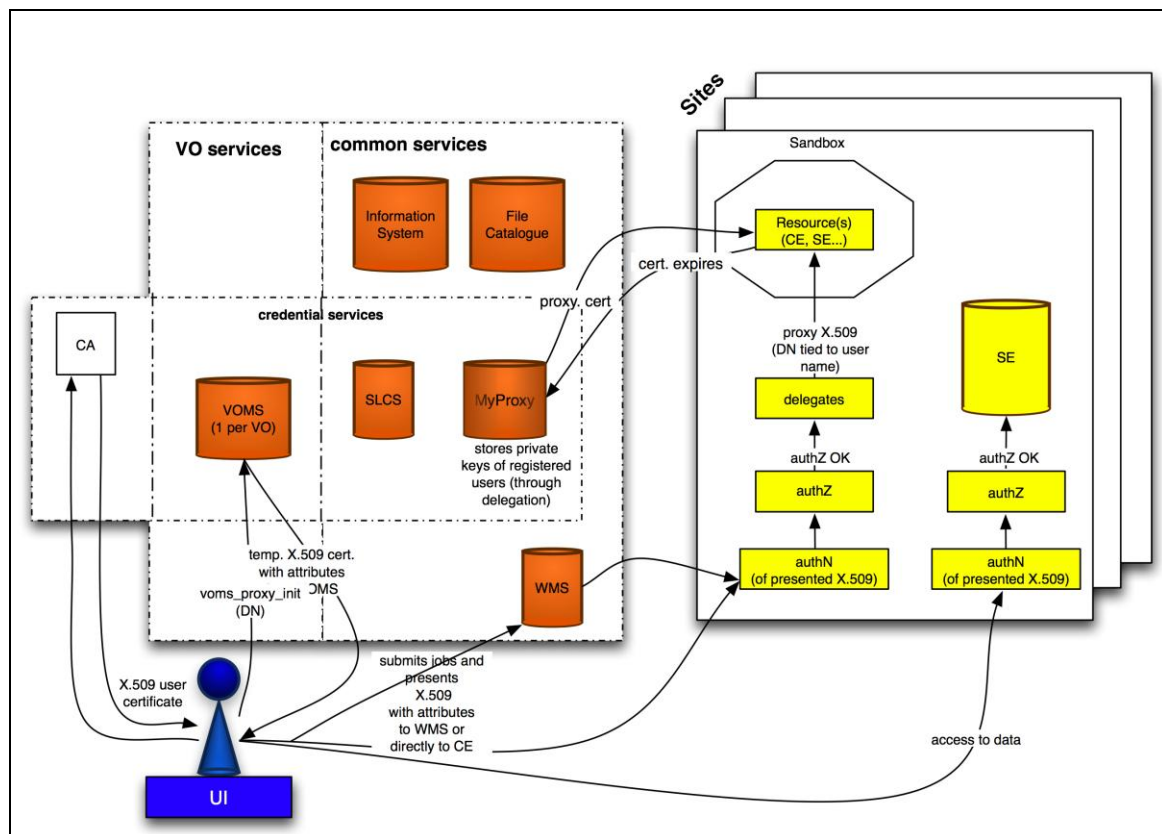 Sites
VO services
common services
Sandbox
Information
System
File
Catalogue
Resource(s)
(CE, SE...)
cert. expires
proxy. cert
credential services
CA
proxy X.509
(DN tied to user
name)
SE
VOMS
(1 per VO)
SLCS
MyProxy
delegates
stores private
keys of registered
users (through
delegation)
authZ OK
authZ OK
authZ
authZ
temp. X.509 cert.
with attributes
OMS
voms_proxy_init
(DN)
WMS
authN
(of presented X.509)
authN
(of presented X.509)
submits jobs and
presents
X.509
with attributes
to WMS or
directly to CE
X.509 user
certificate
access to data
UI